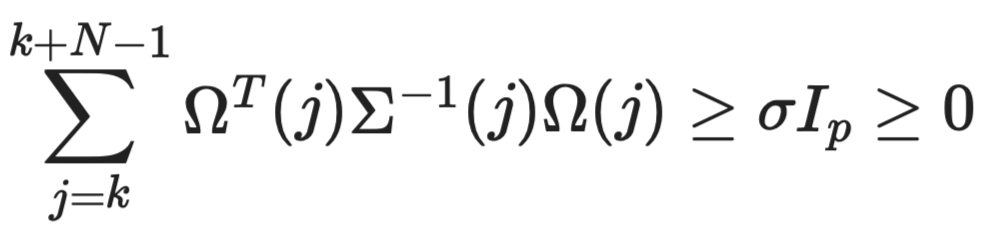 \sum_{j=k}^{k+N-1} \Omega^T(j)\Sigma^{-1}(j)\Omega(j) \geq \sigma I_p \geq 0